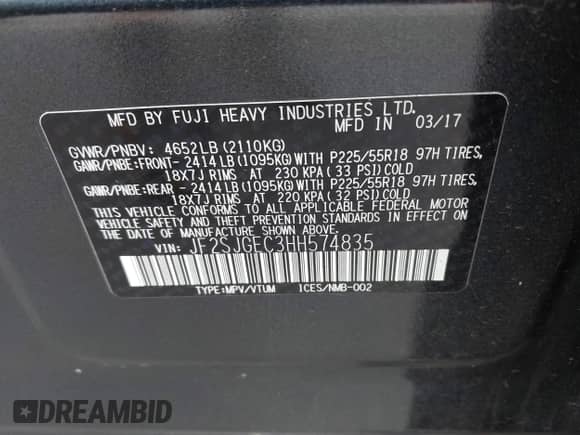 MFD BY FUJI HEAVY INDUSTRIES LTD.
MFD IN 03/17
GVWR/PNBV: 4652LB (2110KG)
GAWR/PNBE:FRONT- 2414LB(1095KG)WITH P225/55R18 97H TIRES,
18X7J RIMS AT 230 KPA (33 PSI)COLD
GAWR/PNBE:REAR -2414LB(1095KG)WITH P225/55R18 97H TIRES,
18X7J RIMS AT 220 KPA (32 PSI)COLD
THIS VEHICLE CONFORMS TO ALL APPLICABLE FEDERAL MOTOR
VEHICLE SAFETY AND THEFT PREVENTION STANDARDS IN EFFECT
ON THE DATE OF MANUFACTURE SHOWN ABOVE.
VIN: JF2SJGEC3HH574835
TYPE:MPV/VTUM ICES/NMB-002
DREAMBID